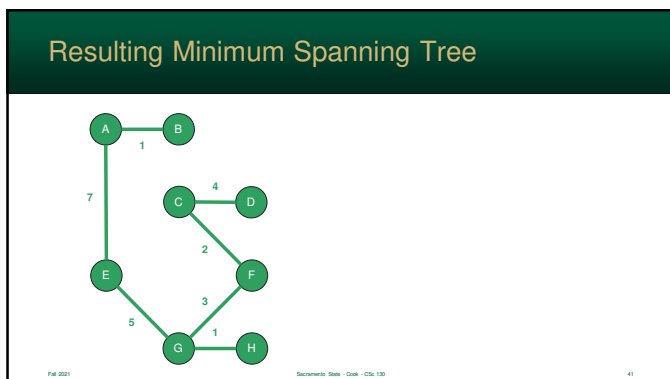 Resulting Minimum Spanning Tree
A B
1
7
C 4 D
2
E F
3
5
1
G H
Fall 2021 Sacramento State - Cook - CSc 130 41